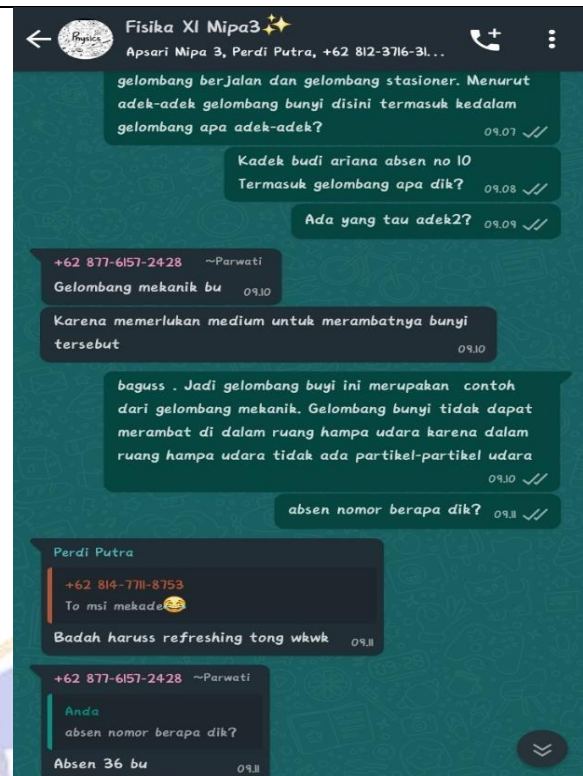 Physics
Fisika XI Mipa3✨
Apsari Mipa 3, Perdi Putra, +62 812-3716-31...
gelombang berjalan dan gelombang stasioner. Menurut
adek-adek gelombang bunyi disini termasuk kedalam
gelombang apa adek-adek?
09.07
Kadek budi ariana absen no 10
Termasuk gelombang apa dik?
09.08
Ada yang tau adek2?
09.09
+62 877-6157-2428 ~Parwati
Gelombang mekanik bu
09.10
Karena memerlukan medium untuk merambatnya bunyi
tersebut
09.10
baguss . Jadi gelombang buyi ini merupakan contoh
dari gelombang mekanik. Gelombang bunyi tidak dapat
merambat di dalam ruang hampa udara karena dalam
ruang hampa udara tidak ada partikel-partikel udara
09.10
absen nomor berapa dik?
09.11
Perdi Putra
+62 814-7711-8753
To msi mekade😂
Badah haruss refreshing tong wkwk
09.11
+62 877-6157-2428 ~Parwati
Anda
absen nomor berapa dik?
Absen 36 bu
09.11